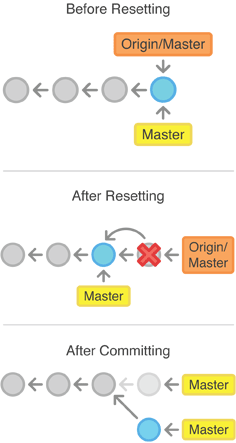 Before Resetting
Origin/Master
Master
After Resetting
Origin/
Master
Master
After Committing
Master
Master